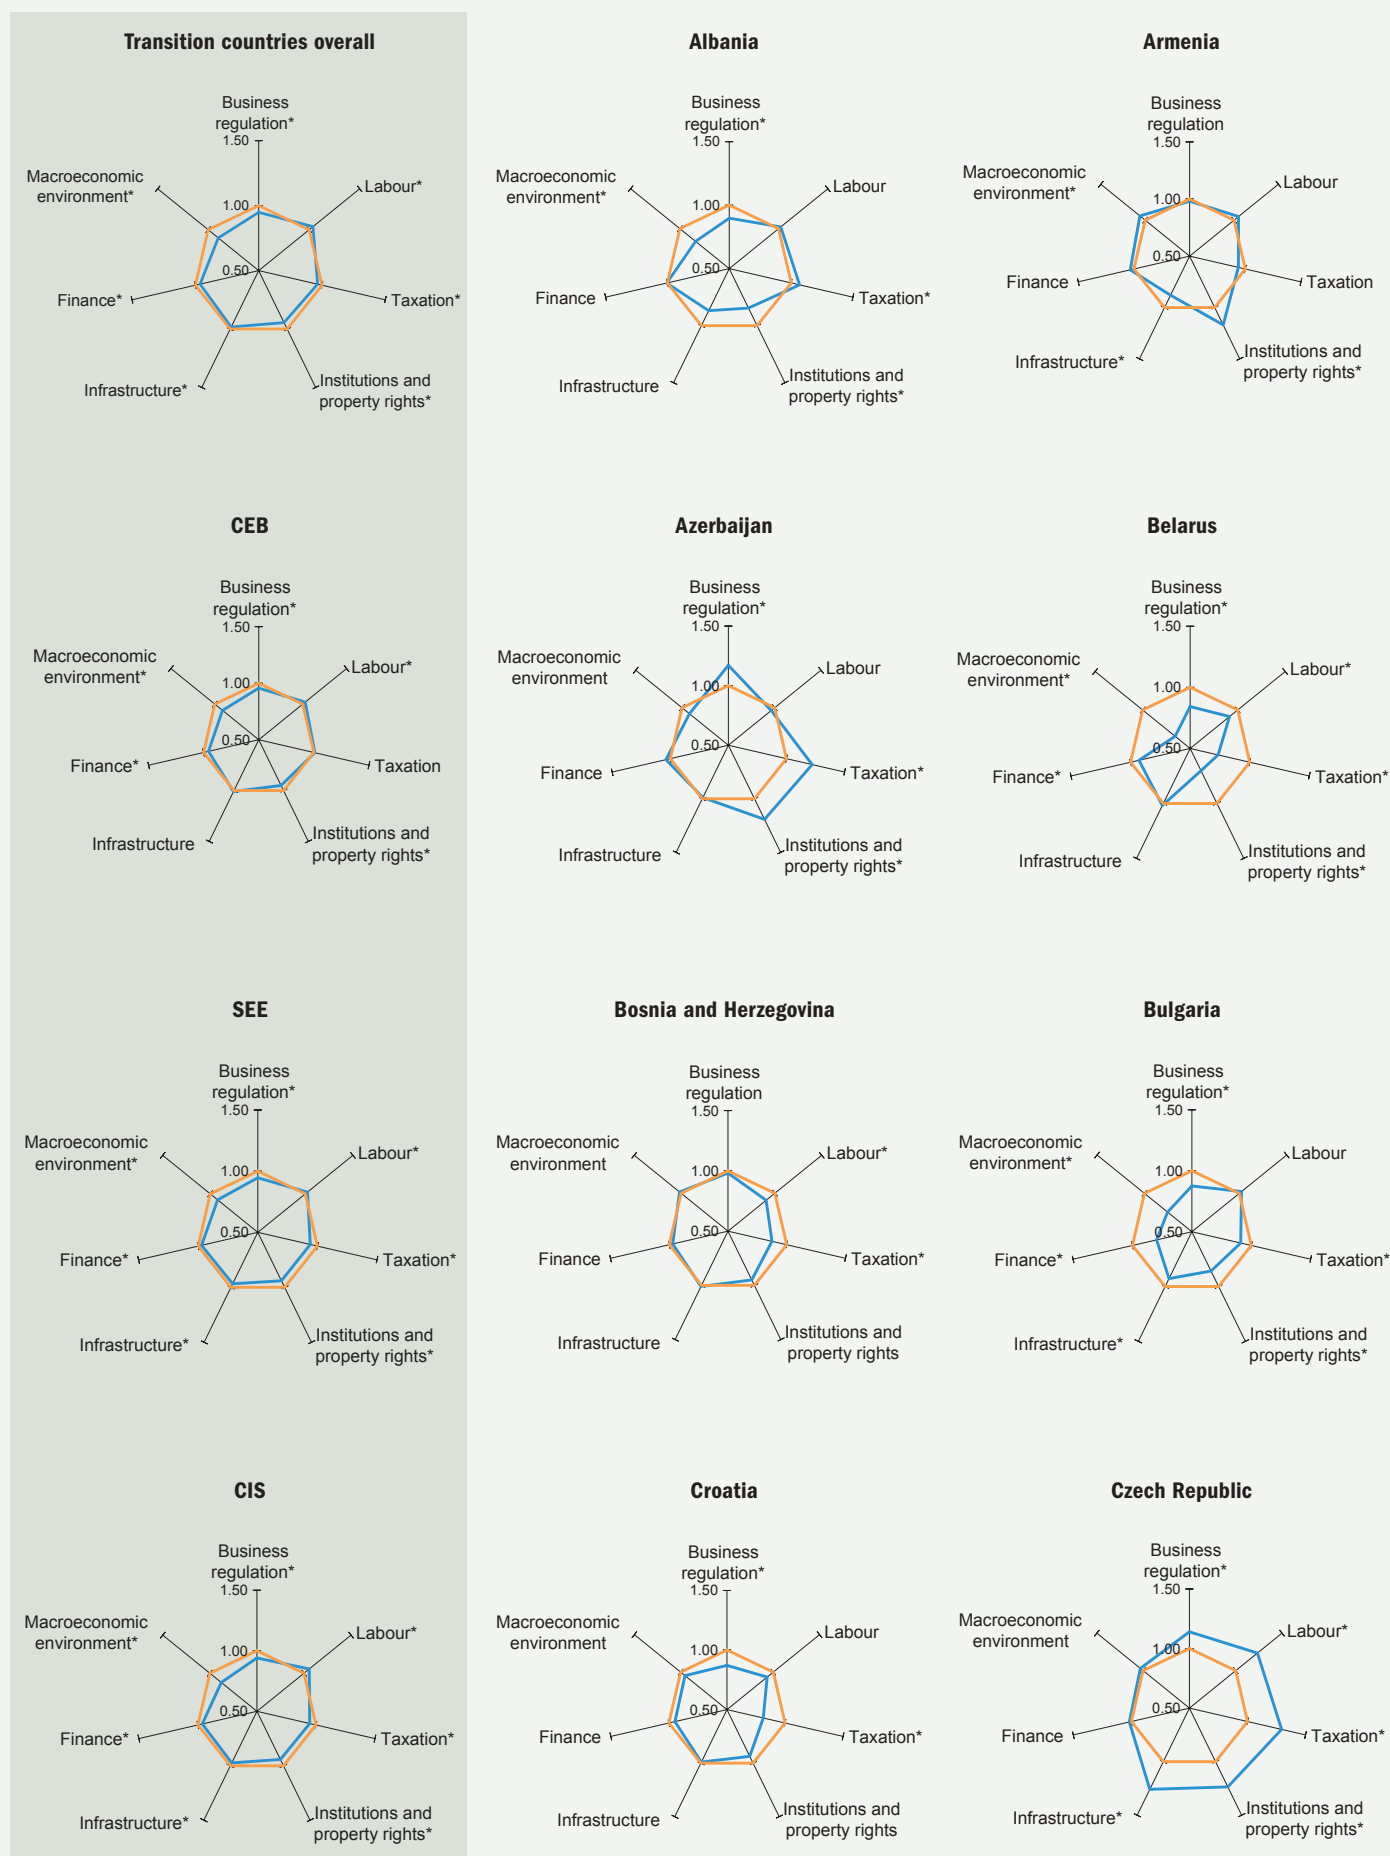 Transition countries overall
Business
regulation*
1.50
Macroeconomic
environment*
Labour*
1.00
0.50
Finance*
Taxation*
Infrastructure*
Institutions and
property rights*
Albania
Business
regulation*
1.50
Macroeconomic
environment*
Labour
1.00
0.50
Finance
Taxation*
Infrastructure
Institutions and
property rights*
Armenia
Business
regulation
1.50
Macroeconomic
environment*
Labour
1.00
0.50
Finance
Taxation
Infrastructure*
Institutions and
property rights*
CEB
Business
regulation*
1.50
Macroeconomic
environment*
Labour*
1.00
0.50
Finance*
Taxation
Infrastructure
Institutions and
property rights*
Azerbaijan
Business
regulation*
1.50
Macroeconomic
environment
Labour
1.00
0.50
Finance
Taxation*
Infrastructure
Institutions and
property rights*
Belarus
Business
regulation*
1.50
Macroeconomic
environment*
Labour*
1.00
0.50
Finance*
Taxation*
Infrastructure
Institutions and
property rights*
SEE
Business
regulation*
1.50
Macroeconomic
environment*
Labour*
1.00
0.50
Finance*
Taxation*
Infrastructure*
Institutions and
property rights*
Bosnia and Herzegovina
Business
regulation
1.50
Macroeconomic
environment
Labour*
1.00
0.50
Finance
Taxation*
Infrastructure
Institutions and
property rights
Bulgaria
Business
regulation*
1.50
Macroeconomic
environment*
Labour
1.00
0.50
Finance*
Taxation*
Infrastructure*
Institutions and
property rights*
CIS
Business
regulation*
1.50
Macroeconomic
environment*
Labour*
1.00
0.50
Finance*
Taxation*
Infrastructure*
Institutions and
property rights*
Croatia
Business
regulation*
1.50
Macroeconomic
environment
Labour
1.00
0.50
Finance
Taxation*
Infrastructure
Institutions and
property rights
Czech Republic
Business
regulation*
1.50
Macroeconomic
environment
Labour*
1.00
0.50
Finance
Taxation*
Infrastructure*
Institutions and
property rights*